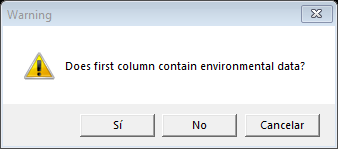 Warning
Does first column contain environmental data?
Sí
No
Cancelar